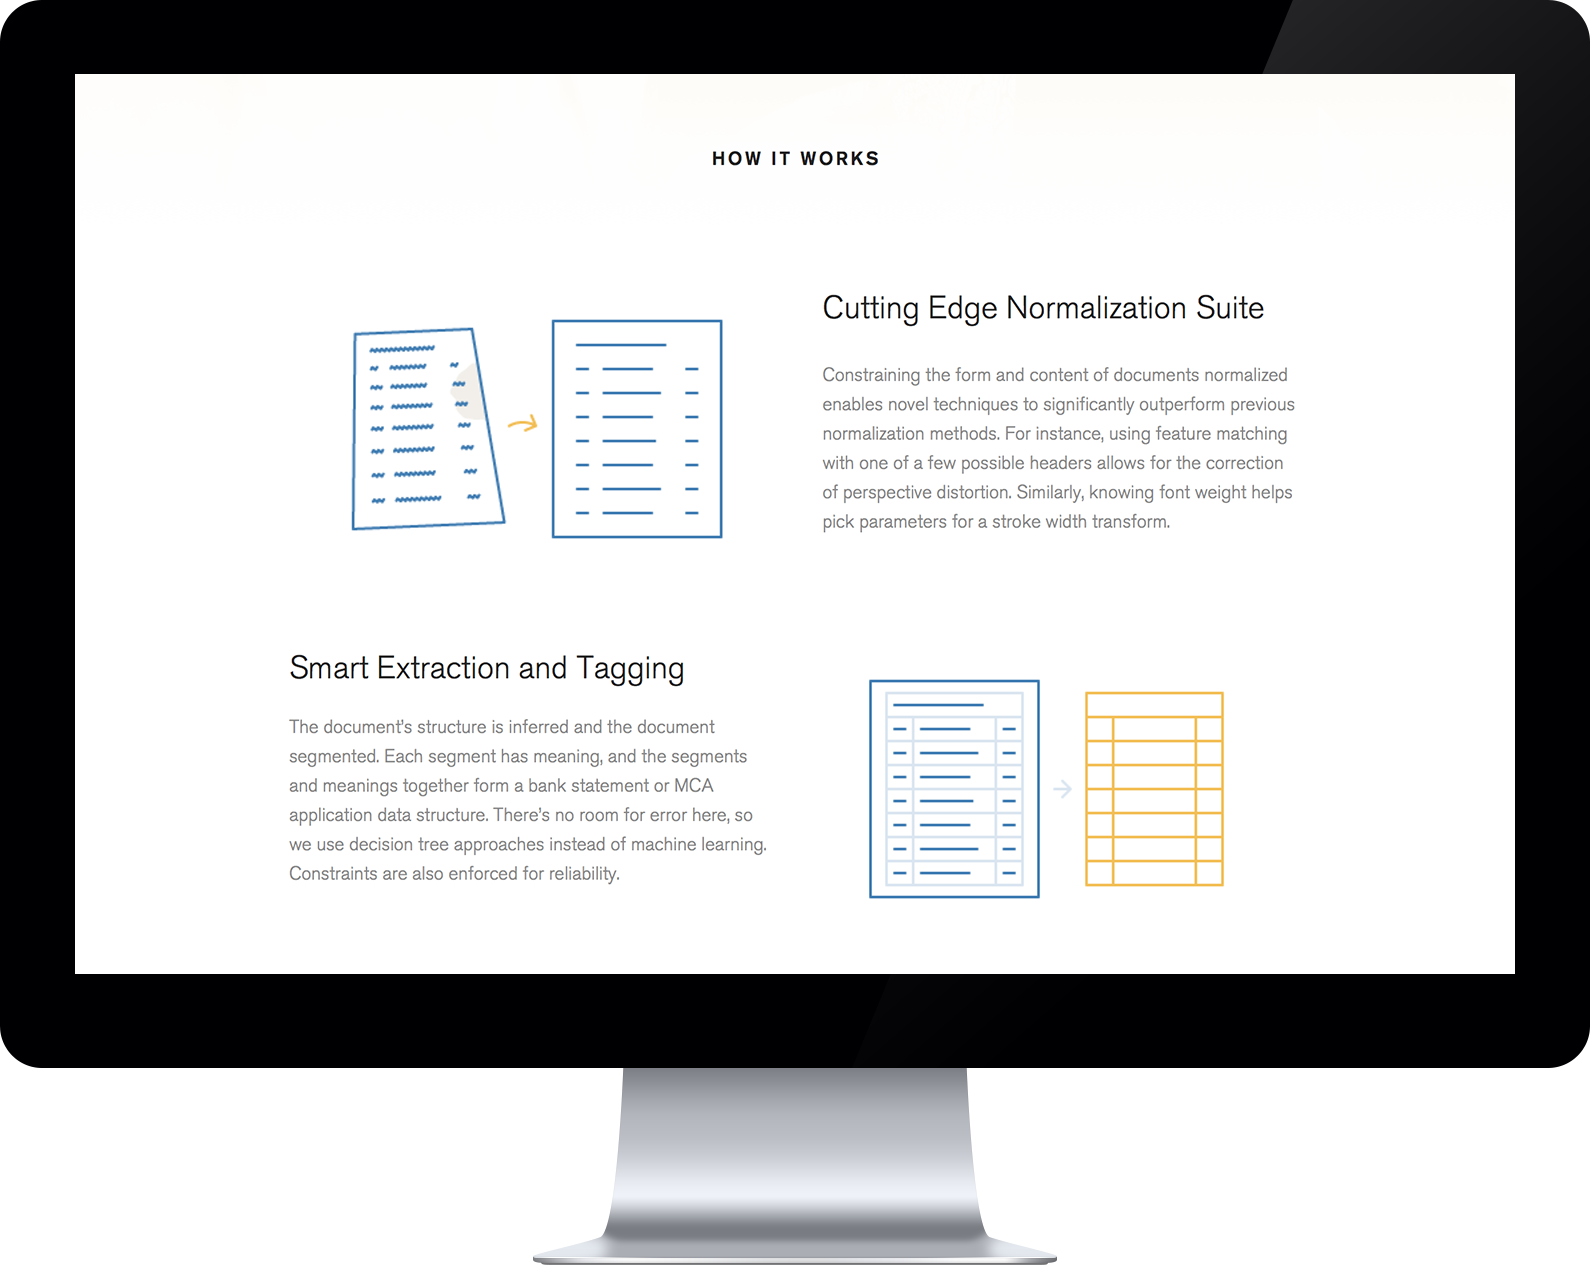 HOW IT WORKS
Cutting Edge Normalization Suite
Constraining the form and content of documents normalized
enables novel techniques to significantly outperform previous
normalization methods. For instance, using feature matching
with one of a few possible headers allows for the correction
of perspective distortion. Similarly, knowing font weight helps
pick parameters for a stroke width transform.
Smart Extraction and Tagging
The document's structure is inferred and the document
segmented. Each segment has meaning, and the segments
and meanings together form a bank statement or MCA
application data structure. There's no room for error here, so
we use decision tree approaches instead of machine learning.
Constraints are also enforced for reliability.